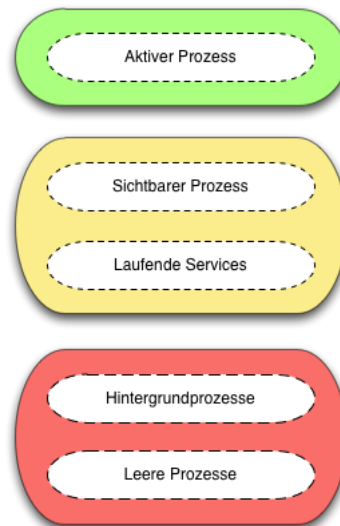 Aktiver Prozess
Sichtbarer Prozess
Laufende Services
Hintergrundprozesse
Leere Prozesse